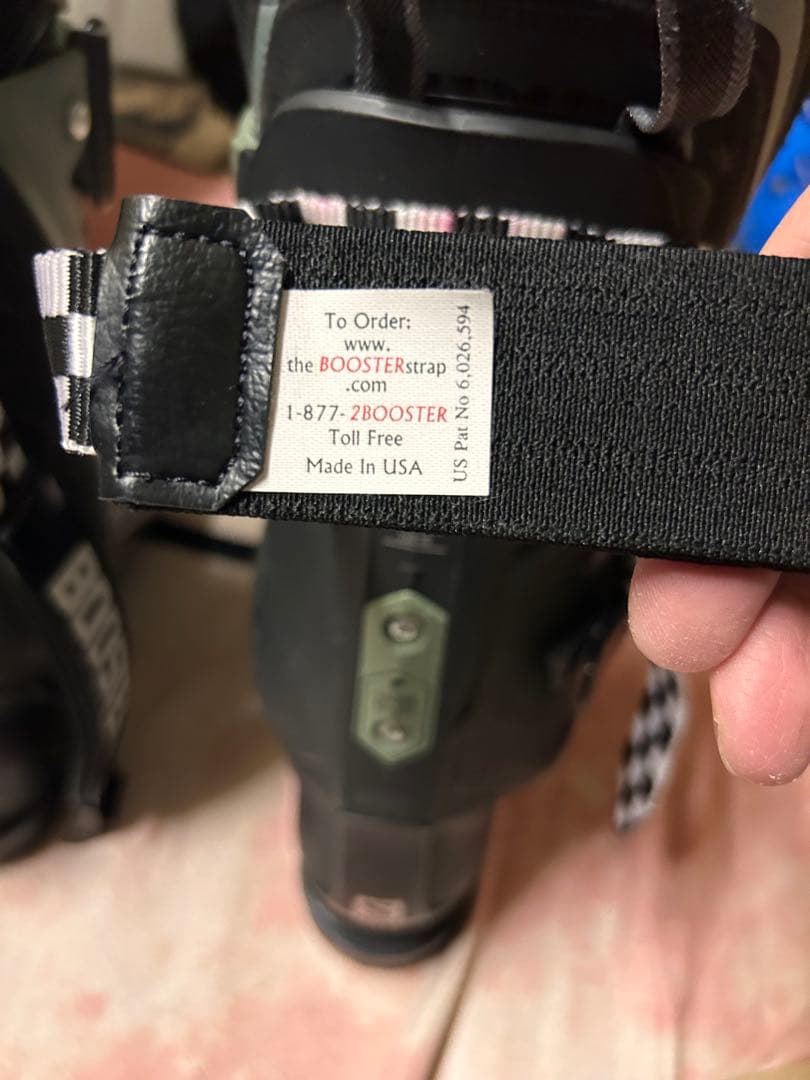 To Order:
www.
the BOOSTERstrap
.com
1-877-2BOOSTER
Toll Free
Made In USA
US Pat No 6,026,594
BOOSTE